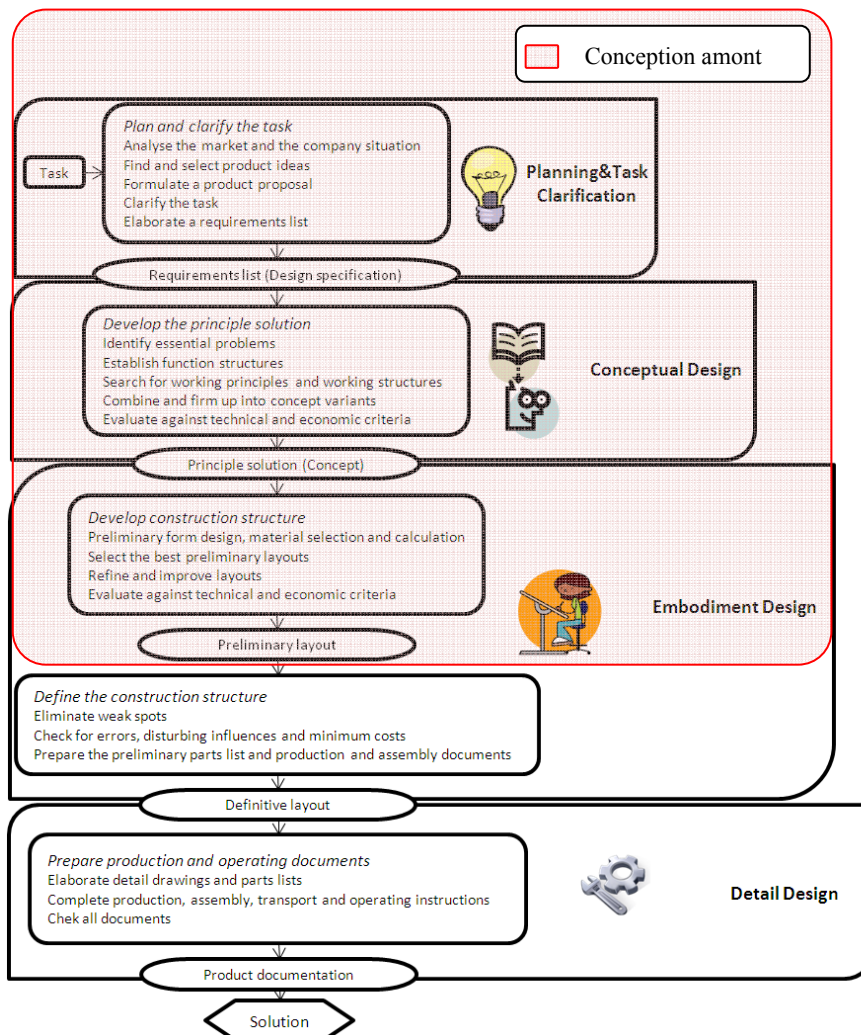 Conception amont
Plan and clarify the task
Analyse the market and the company situation
Find and select product ideas
Formulate a product proposal
Clarify the task
Elaborate a requirements list
Task
Planning&Task
Clarification
Requirements list (Design specification)
Develop the principle solution
Identify essential problems
Establish function structures
Search for working principles and working structures
Combine and firm up into concept variants
Evaluate against technical and economic criteria
Conceptual Design
Principle solution (Concept)
Develop construction structure
Preliminary form design, material selection and calculation
Select the best preliminary layouts
Refine and improve layouts
Evaluate against technical and economic criteria
Embodiment Design
Preliminary layout
Define the construction structure
Eliminate weak spots
Check for errors, disturbing influences and minimum costs
Prepare the preliminary parts list and production and assembly documents
Definitive layout
Prepare production and operating documents
Elaborate detail drawings and parts lists
Complete production, assembly, transport and operating instructions
Chek all documents
Detail Design
Product documentation
Solution